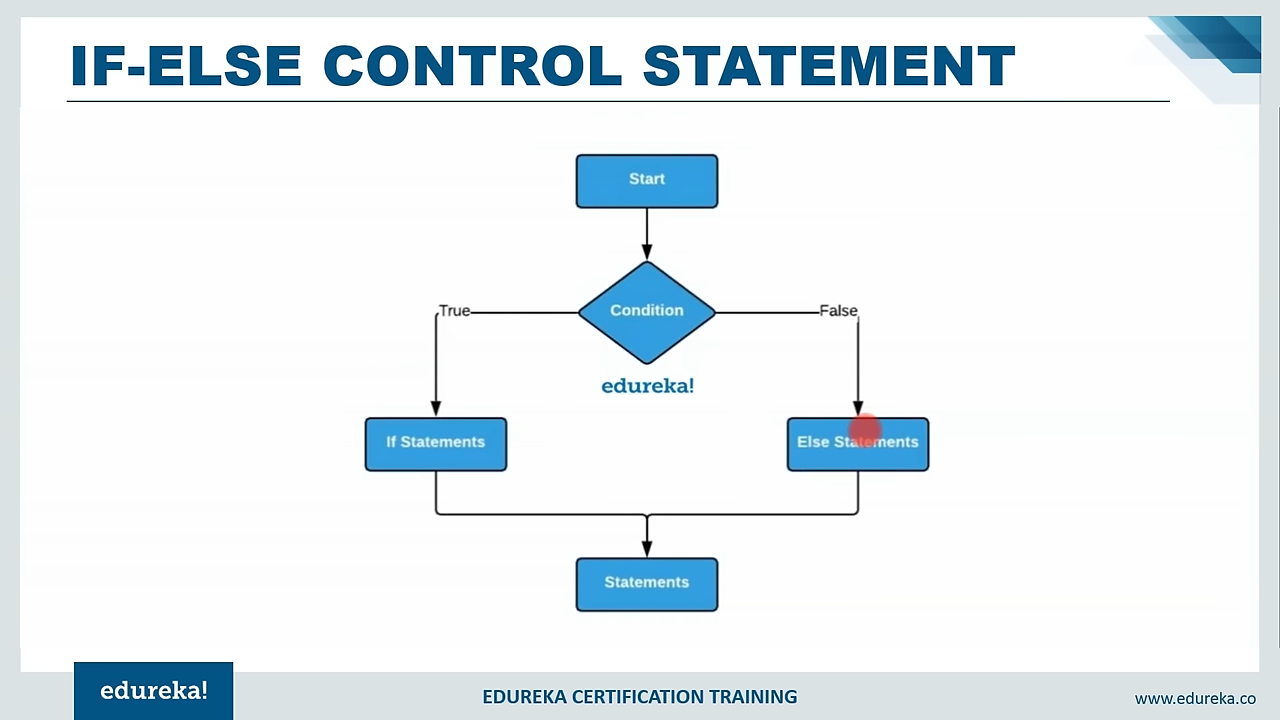 IF-ELSE CONTROL STATEMENT
Start
Condition
True
False
edureka!
If Statements
Else Statements
Statements
edureka!
EDUREKA CERTIFICATION TRAINING
www.edureka.co